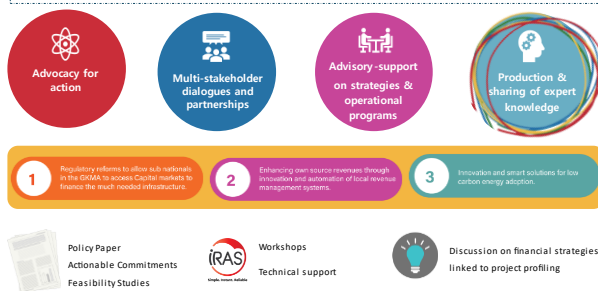 Advocacy for
action
Multi-stakeholder
dialogues and
partnerships
Advisory-support
on strategies &
operational
programs
Production &
sharing of expert
knowledge
1
Regulatory reforms to allow sub nationals
in the GKMA to access Capital markets to
finance the much needed infrastructure.
2
Enhancing own source revenues through
innovation and automation of local revenue
management systems.
3
Innovation and smart solutions for low
carbon energy adoption.
Policy Paper
Actionable Commitments
Feasibility Studies
iRAS
Simple. Instant. Reliable
Workshops
Technical support
Discussion on financial strategies
linked to project profiling